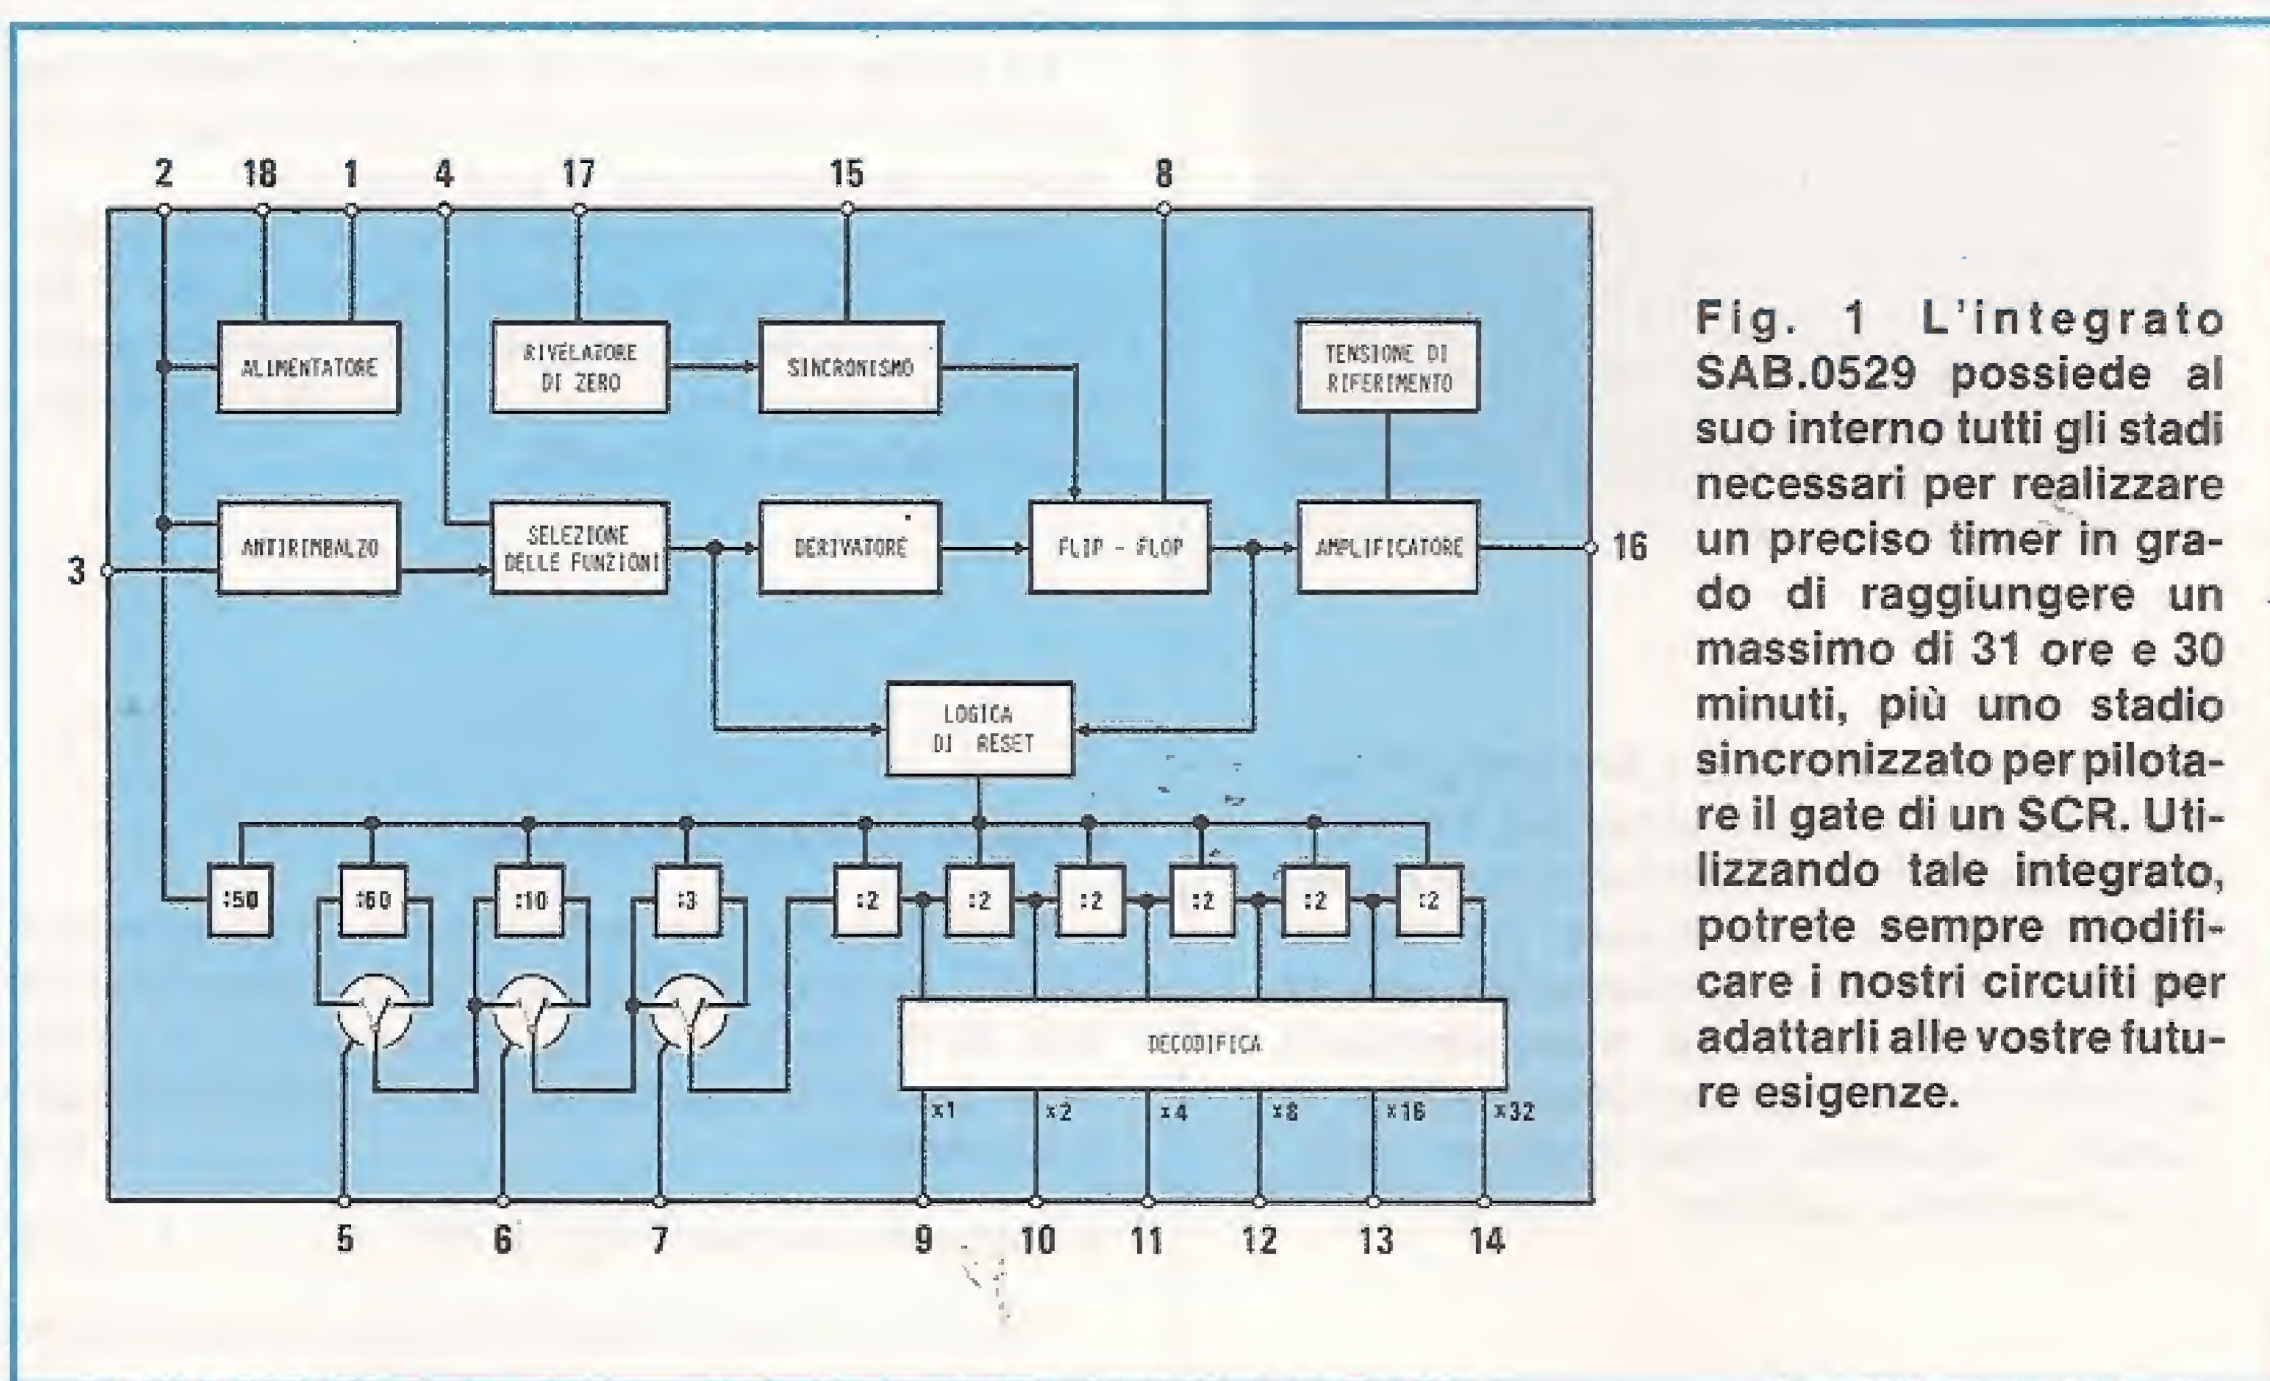 2 18 1 4 17 15 8
ALIMENTATORE
RIVELATORE
DI ZERO
SINCRONISMO
TENSIONE DI
RIFERIMENTO
3
ANTIRIMBALZO
SELEZIONE
DELLE FUNZIONI
DERIVATORE
FLIP - FLOP
AMPLIFICATORE
16
LOGICA
DI RESET
:50 :60 :10 :3 :2 :2 :2 :2 :2 :2
DECODIFICA
x1 x2 x4 x8 x16 x32
5 6 7 9 10 11 12 13 14
Fig. 1 L'integrato
SAB.0529 possiede al
suo interno tutti gli stadi
necessari per realizzare
un preciso timer in gra-
do di raggiungere un
massimo di 31 ore e 30
minuti, più uno stadio
sincronizzato per pilota-
re il gate di un SCR. Uti-
lizzando tale integrato,
potrete sempre modifi-
care i nostri circuiti per
adattarli alle vostre futu-
re esigenze.